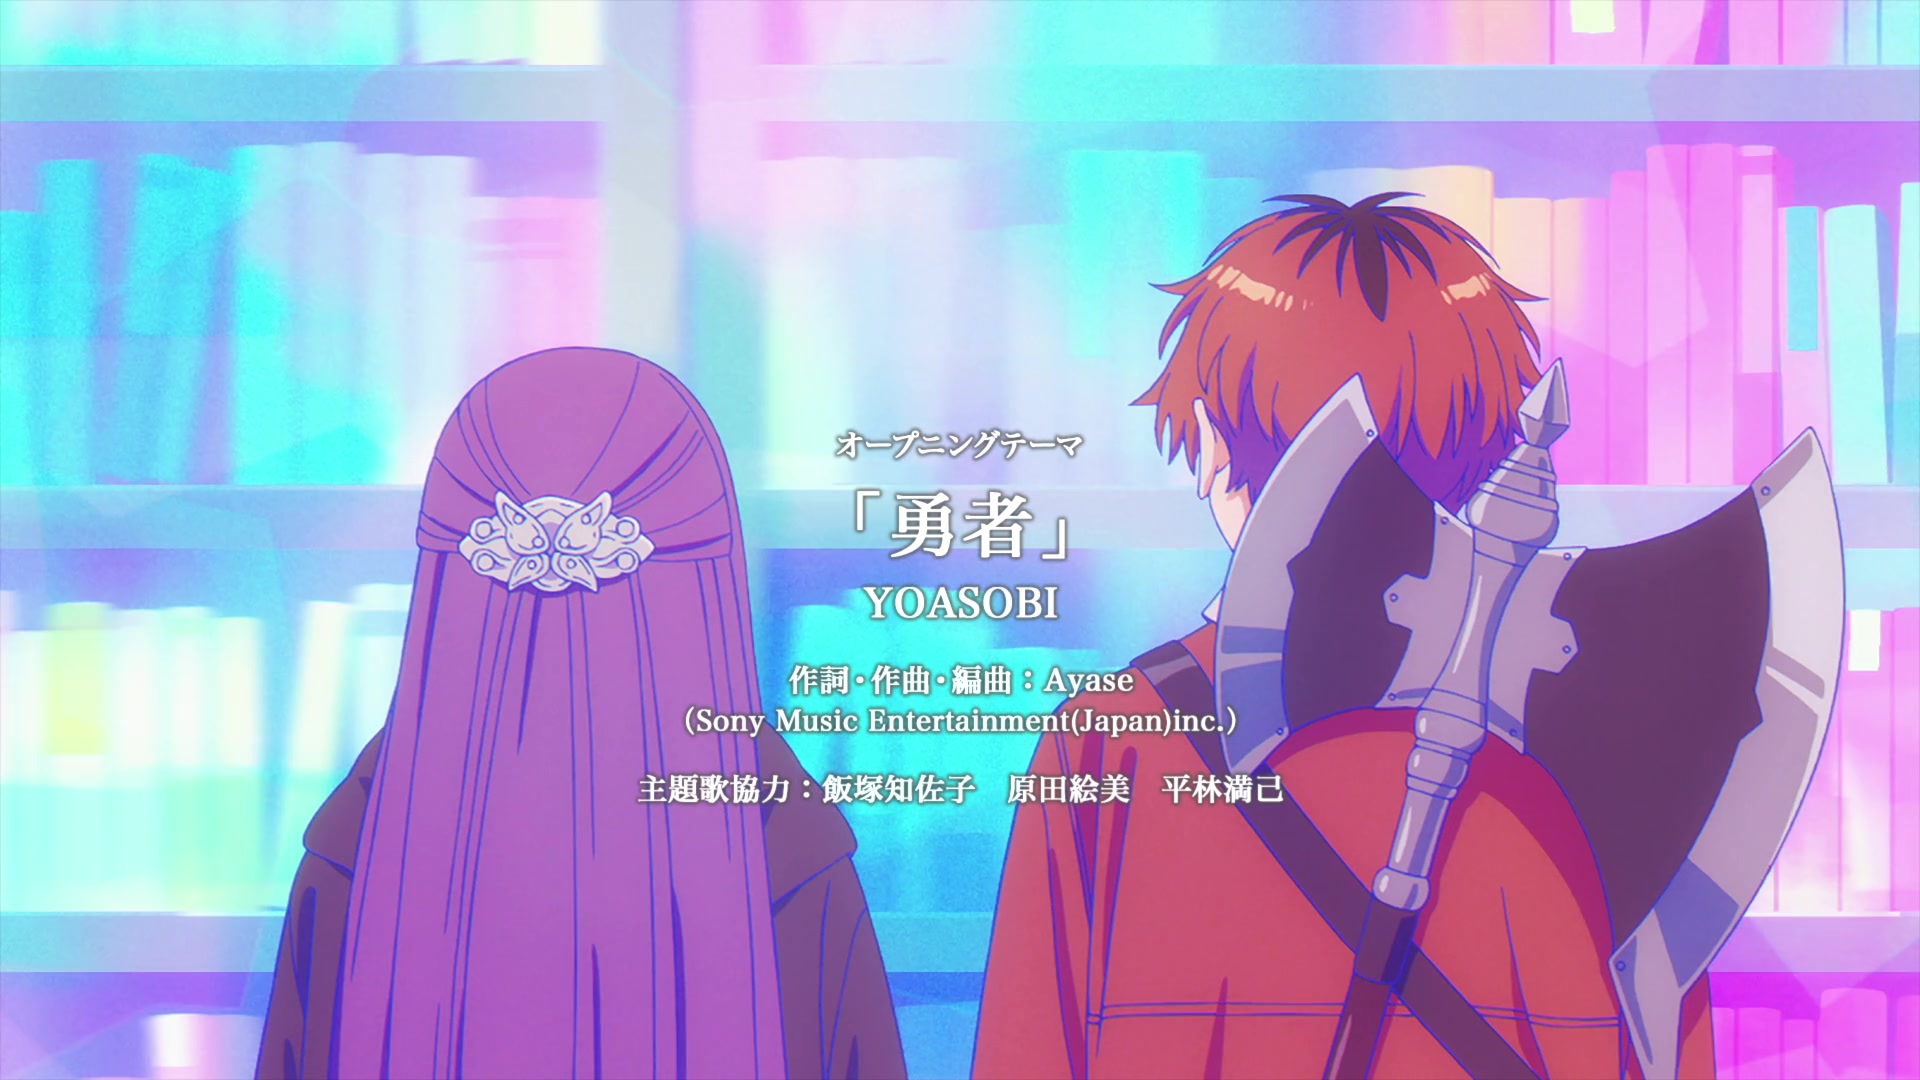 オープニングテーマ
「勇者」
YOASOBI
作詞・作曲・編曲：Ayase
(Sony Music Entertainment(Japan)inc.)
主題歌協力：飯塚知佐子　原田絵美　平林満己